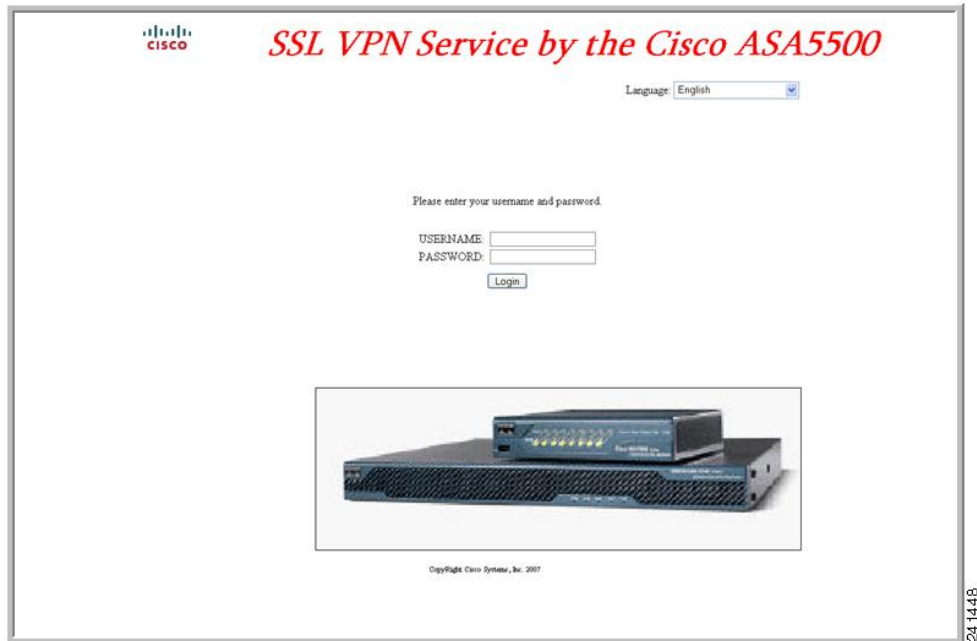 CISCO
SSL VPN Service by the Cisco ASA5500
Language: English
Please enter your username and password.
USERNAME:
PASSWORD:
Login
CopyRight Cisco Systems, Inc. 2007
241448